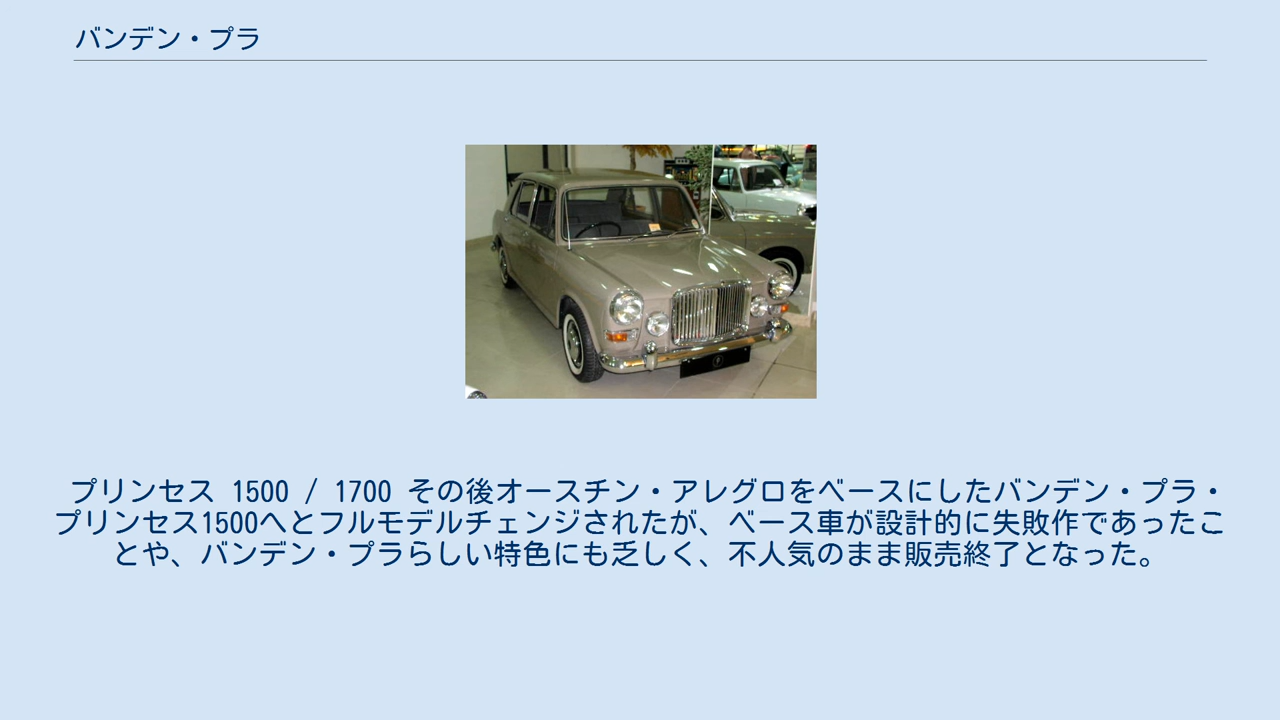 バンデン・プラ
プリンセス 1500 / 1700 その後オースチン・アレグロをベースにしたバンデン・プラ・
プリンセス1500へとフルモデルチェンジされたが、ベース車が設計的に失敗作であったこ
とや、バンデン・プラらしい特色にも乏しく、不人気のまま販売終了となった。